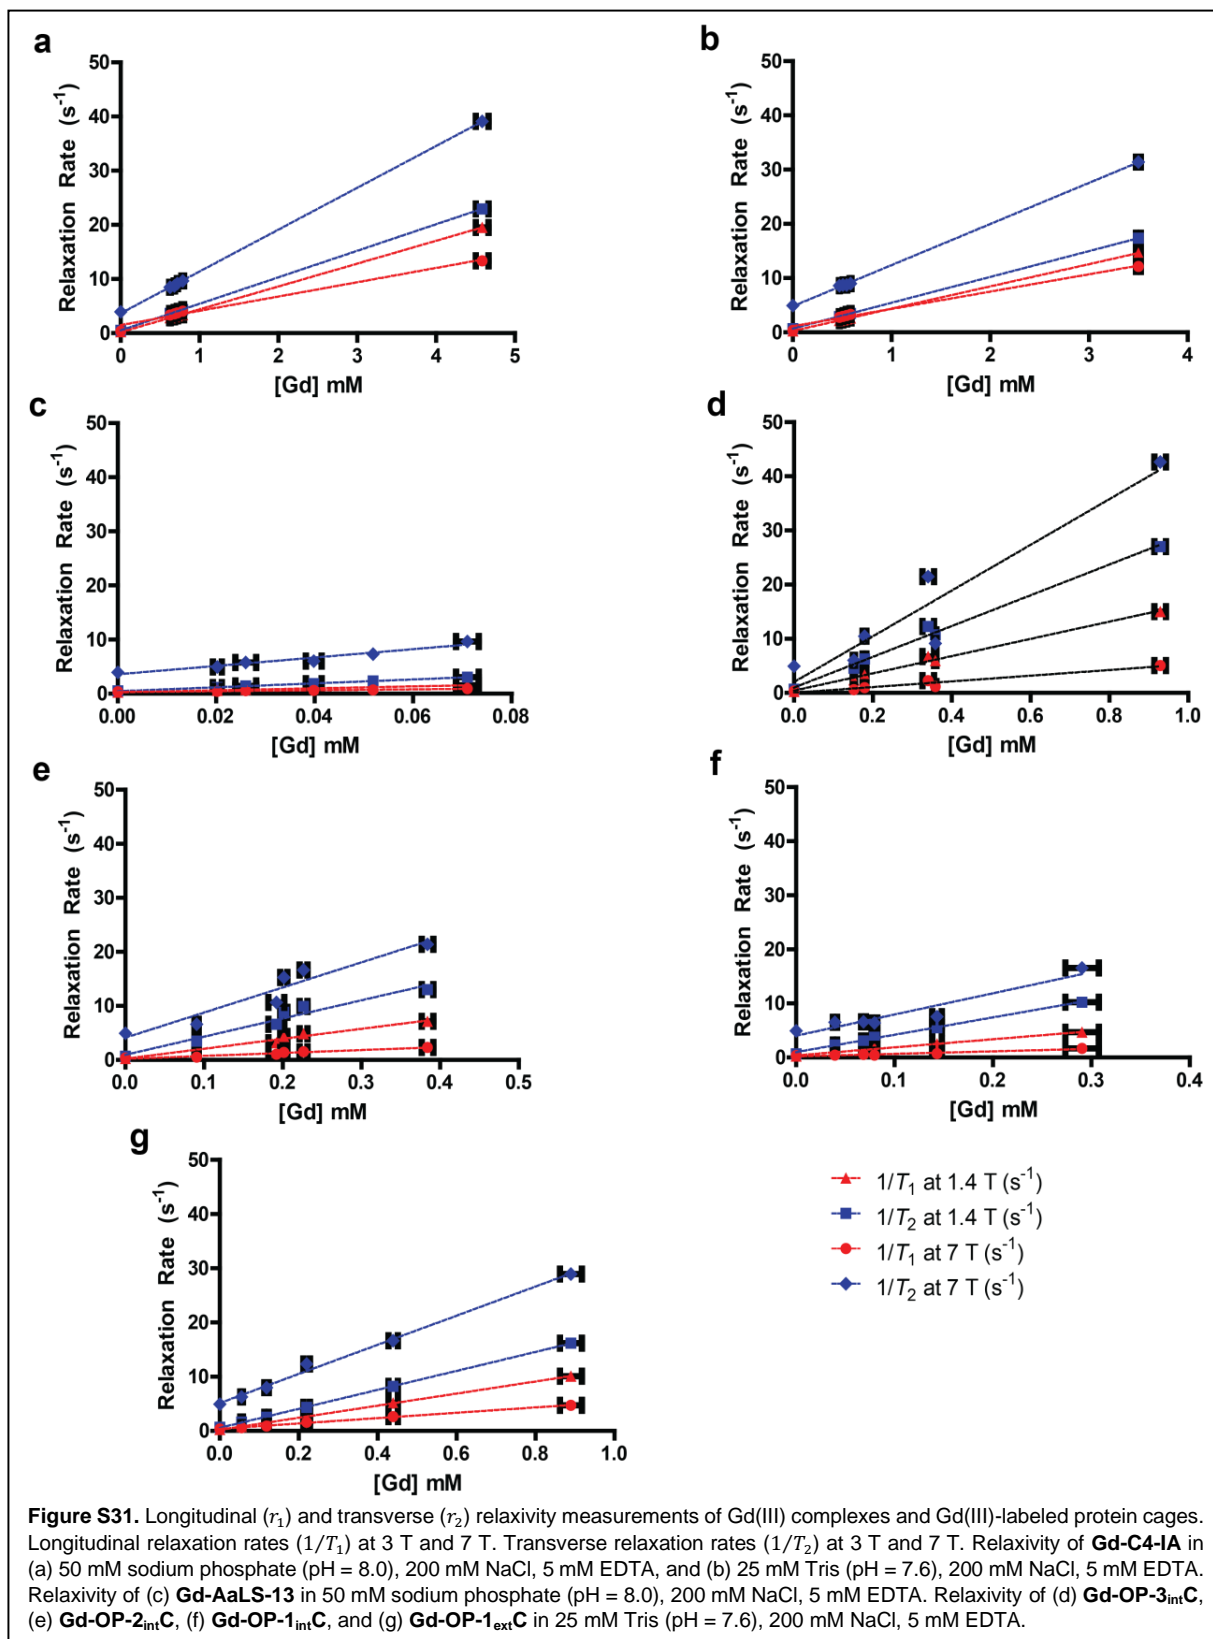 a
Relaxation Rate (s⁻¹)
50
40
30
20
10
0
0 1 2 3 4 5
[Gd] mM
b
Relaxation Rate (s⁻¹)
50
40
30
20
10
0
0 1 2 3 4
[Gd] mM
c
Relaxation Rate (s⁻¹)
50
40
30
20
10
0
0.00 0.02 0.04 0.06 0.08
[Gd] mM
d
Relaxation Rate (s⁻¹)
50
40
30
20
10
0
0.0 0.2 0.4 0.6 0.8 1.0
[Gd] mM
e
Relaxation Rate (s⁻¹)
50
40
30
20
10
0
0.0 0.1 0.2 0.3 0.4 0.5
[Gd] mM
f
Relaxation Rate (s⁻¹)
50
40
30
20
10
0
0.0 0.1 0.2 0.3 0.4
[Gd] mM
g
Relaxation Rate (s⁻¹)
50
40
30
20
10
0
0.0 0.2 0.4 0.6 0.8 1.0
[Gd] mM
1/T₁ at 1.4 T (s⁻¹)
1/T₂ at 1.4 T (s⁻¹)
1/T₁ at 7 T (s⁻¹)
1/T₂ at 7 T (s⁻¹)
Figure S31. Longitudinal (r₁) and transverse (r₂) relaxivity measurements of Gd(III) complexes and Gd(III)-labeled protein cages.
Longitudinal relaxation rates (1/T₁) at 3 T and 7 T. Transverse relaxation rates (1/T₂) at 3 T and 7 T. Relaxivity of Gd-C4-IA in
(a) 50 mM sodium phosphate (pH = 8.0), 200 mM NaCl, 5 mM EDTA, and (b) 25 mM Tris (pH = 7.6), 200 mM NaCl, 5 mM EDTA.
Relaxivity of (c) Gd-AaLS-13 in 50 mM sodium phosphate (pH = 8.0), 200 mM NaCl, 5 mM EDTA. Relaxivity of (d) Gd-OP-3intC,
(e) Gd-OP-2intC, (f) Gd-OP-1intC, and (g) Gd-OP-1extC in 25 mM Tris (pH = 7.6), 200 mM NaCl, 5 mM EDTA.